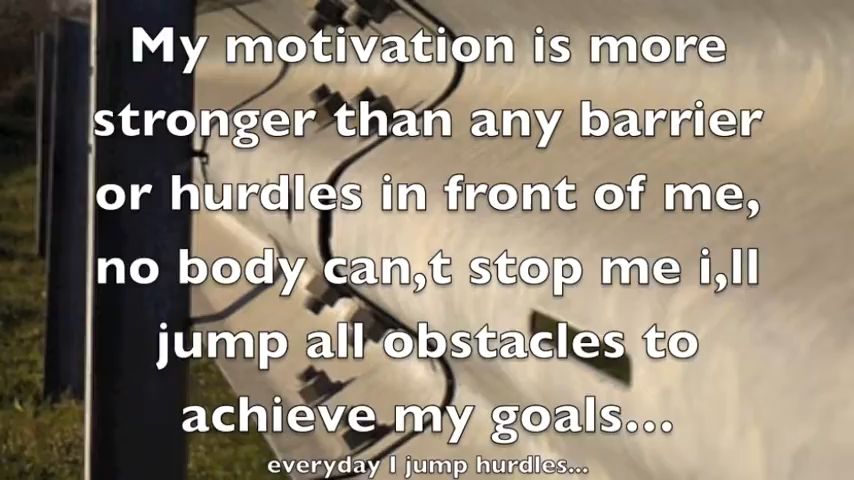 My motivation is more
stronger than any barrier
or hurdles in front of me,
no body can,t stop me i,ll
jump all obstacles to
achieve my goals...
everyday I jump hurdles...